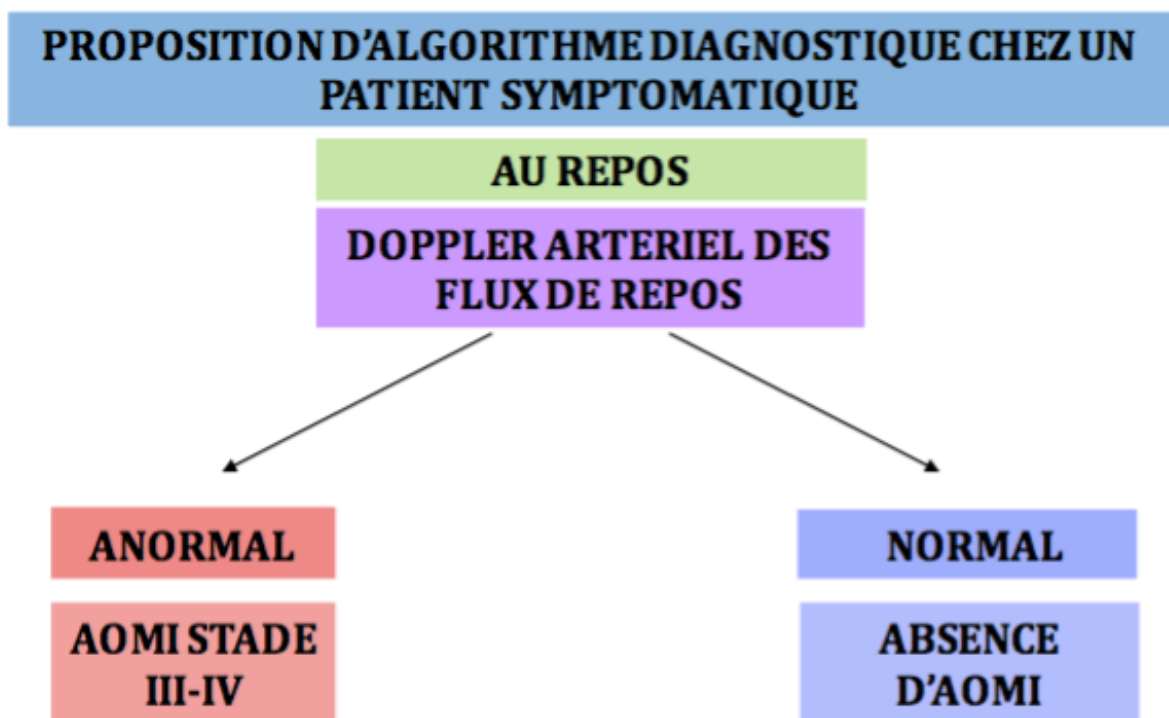 PROPOSITION D'ALGORITHME DIAGNOSTIQUE CHEZ UN
PATIENT SYMPTOMATIQUE
AU REPOS
DOPPLER ARTERIEL DES
FLUX DE REPOS
ANORMAL
NORMAL
AOMI STADE
III-IV
ABSENCE
D'AOMI